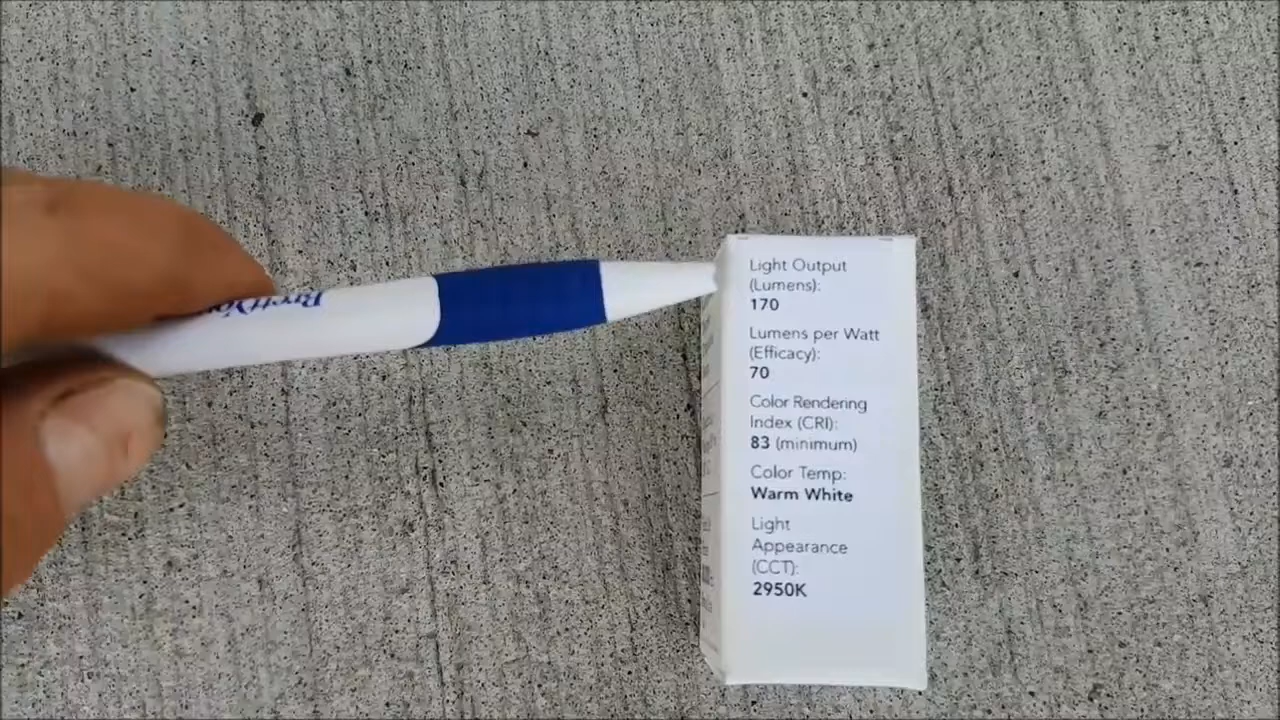 Light Output
(Lumens):
170
Lumens per Watt
(Efficacy):
70
Color Rendering
Index (CRI):
83 (minimum)
Color Temp:
Warm White
Light
Appearance
(CCT):
2950K